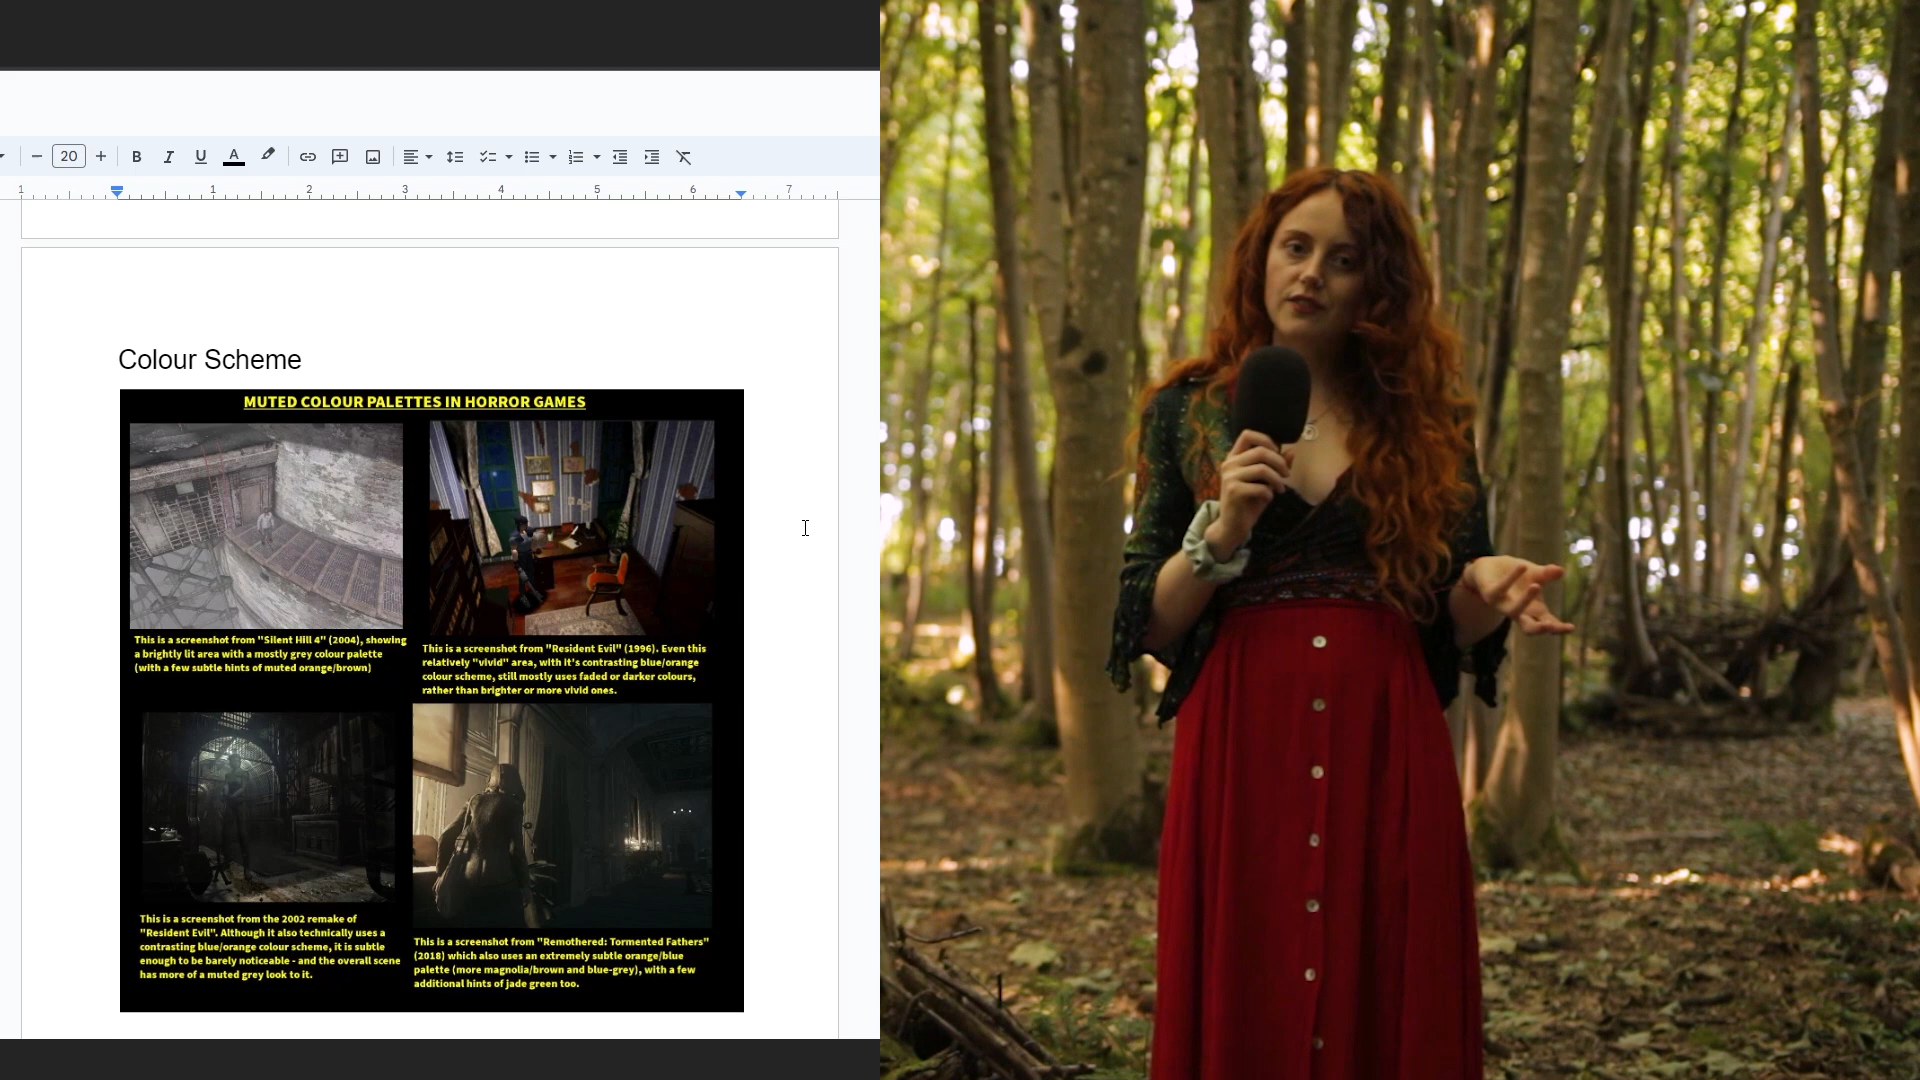 20
1 1 2 3 4 5 6 7
Colour Scheme
MUTED COLOUR PALETTES IN HORROR GAMES
This is a screenshot from "Silent Hill 4" (2004), showing
a brightly lit area with a mostly grey colour palette
(with a few subtle hints of muted orange/brown)
This is a screenshot from "Resident Evil" (1996). Even this
relatively "vivid" area, with it's contrasting blue/orange
colour scheme, still mostly uses faded or darker colours,
rather than brighter or more vivid ones.
This is a screenshot from the 2002 remake of
"Resident Evil". Although it also technically uses a
contrasting blue/orange colour scheme, it is subtle
enough to be barely noticeable - and the overall scene
has more of a muted grey look to it.
This is a screenshot from "Remothered: Tormented Fathers"
(2018) which also uses an extremely subtle orange/blue
palette (more magnolia/brown and blue-grey), with a few
additional hints of jade green too.